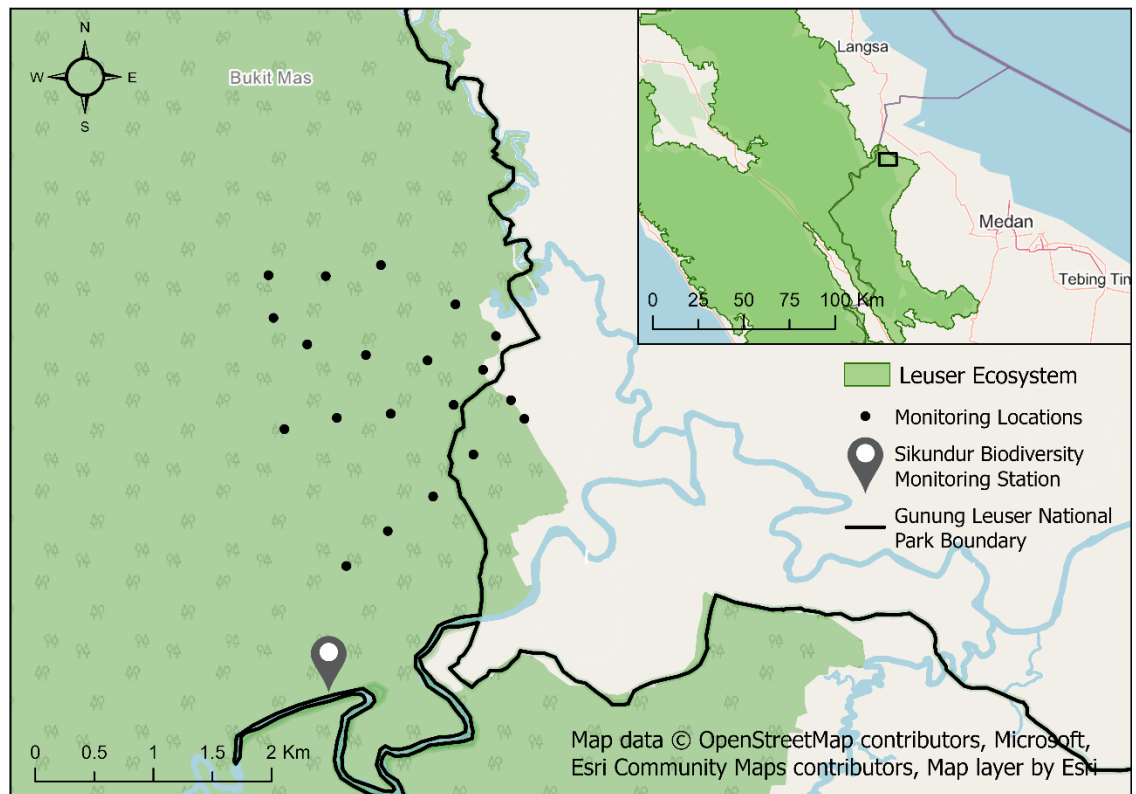 N
W E
S
Bukit Mas
Langsa
Medan
Tebing Tin
0 25 50 75 100 Km
Leuser Ecosystem
Monitoring Locations
Sikundur Biodiversity
Monitoring Station
Gunung Leuser National
Park Boundary
0 0.5 1 1.5 2 Km
Map data © OpenStreetMap contributors, Microsoft,
Esri Community Maps contributors, Map layer by Esri